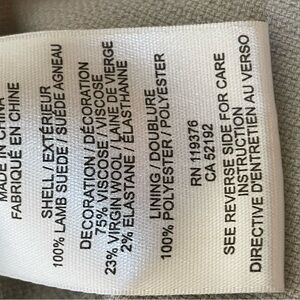 MADE IN CHINA
FABRIQUÉ EN CHINE
SHELL / EXTÉRIEUR
100% LAMB SUEDE / SUÈDE AGNEAU
DECORATION / DÉCORATION
75% VISCOSE / VISCOSE
23% VIRGIN WOOL / LAINE DE VIERGE
2% ELASTANE / ÉLASTHANNE
LINING / DOUBLURE
100% POLYESTER / POLYESTER
RN 119376
CA 52192
SEE REVERSE SIDE FOR CARE
INSTRUCTION
DIRECTIVE D'ENTRETIEN AU VERSO